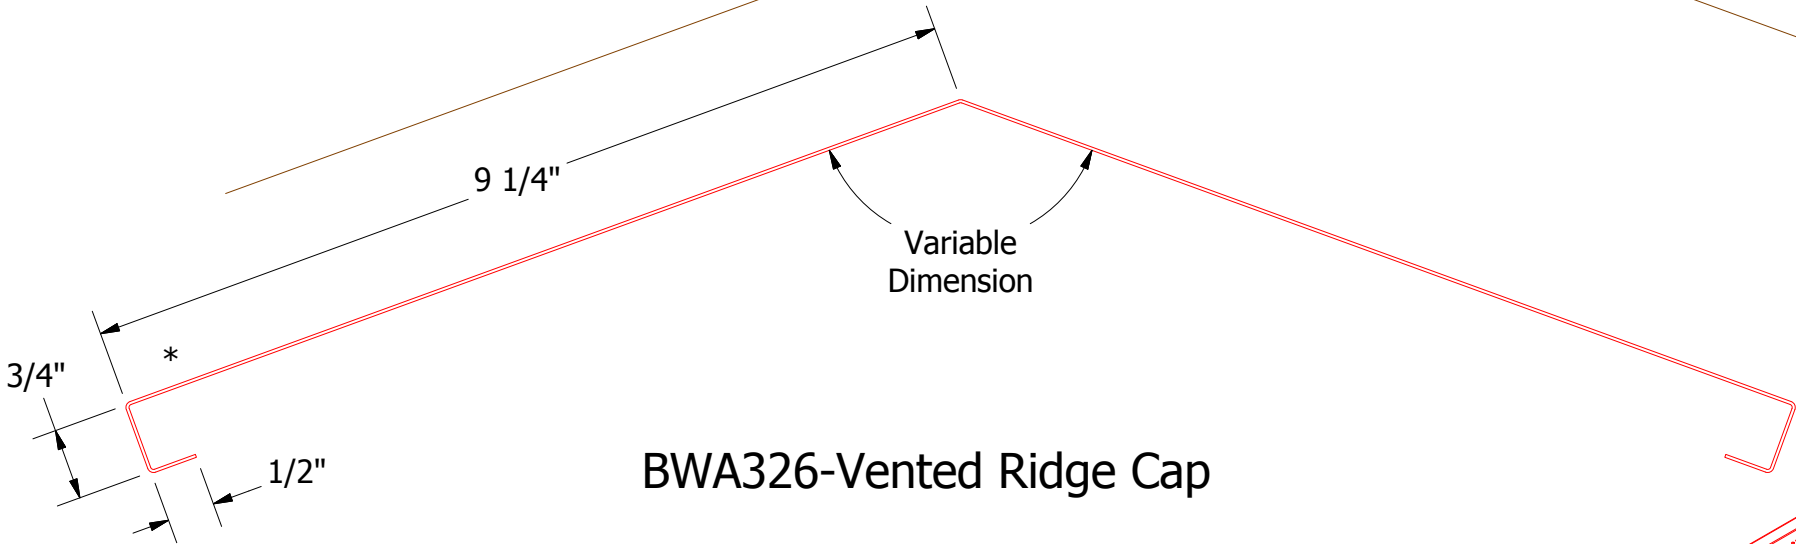 9 1/4"
Variable
Dimension
*
3/4"
1/2"
BWA326-Vented Ridge Cap